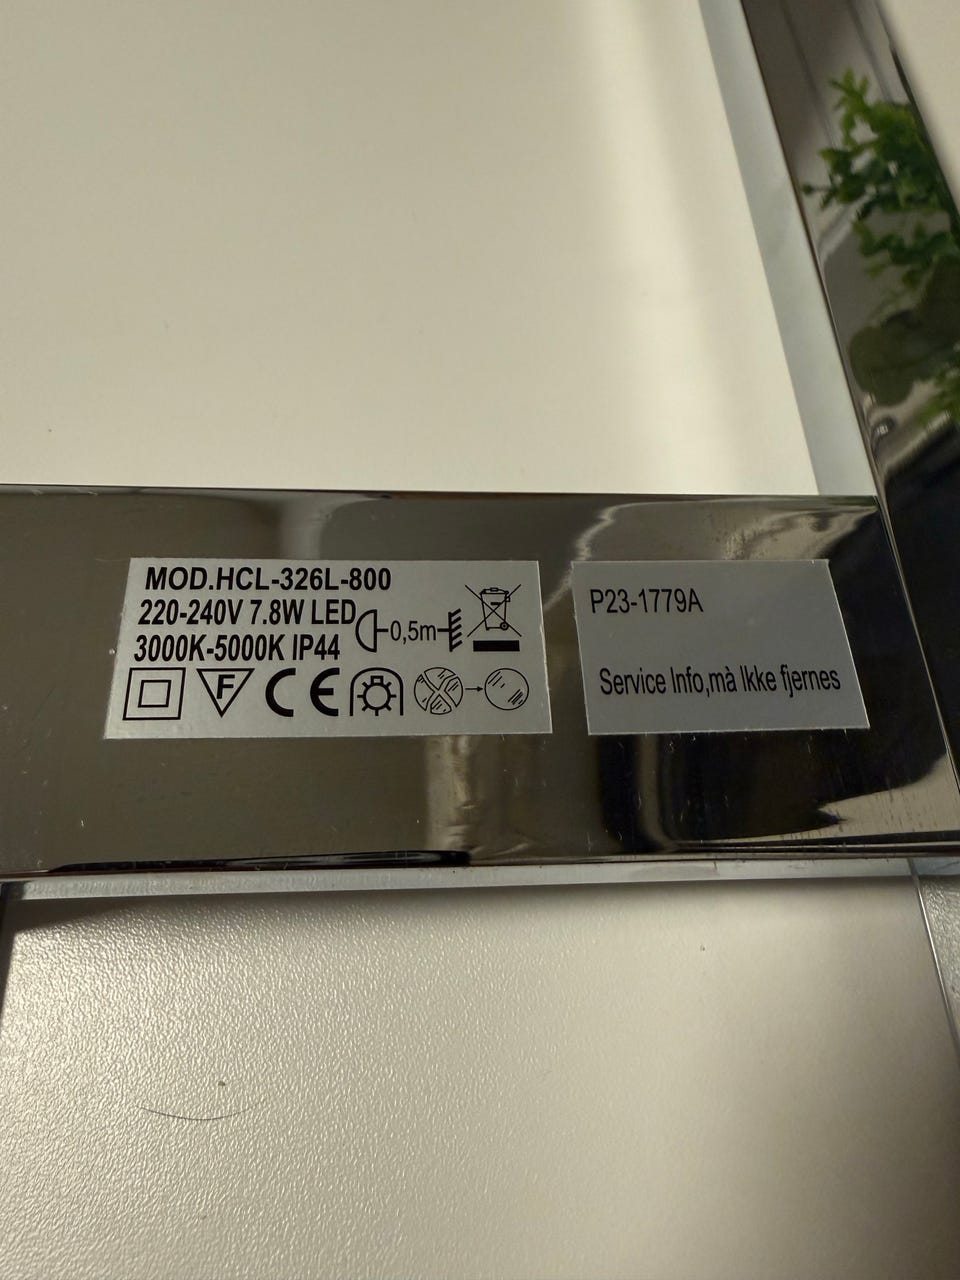 MOD.HCL-326L-800
220-240V 7.8W LED
3000K-5000K IP44
0,5m
F
CE
P23-1779A
Service Info,mà Ikke fjernes